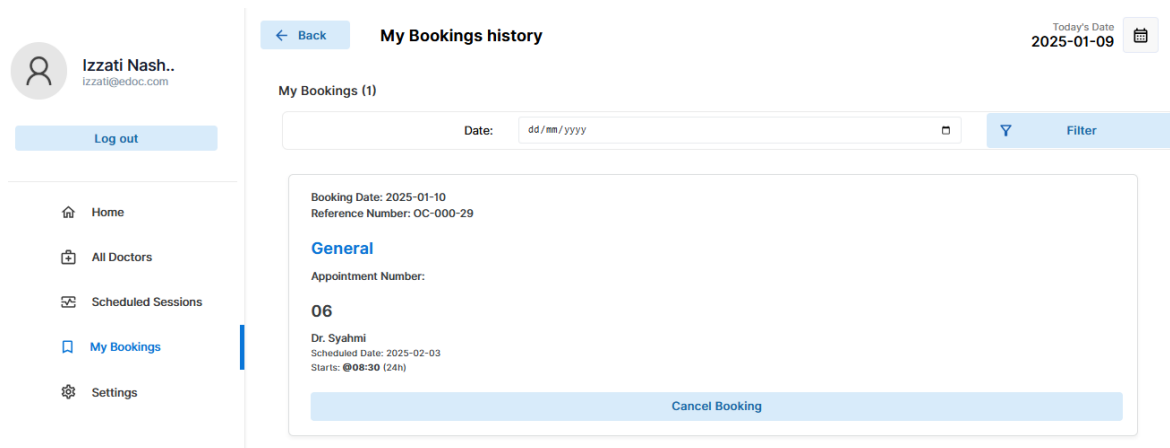 Izzati Nash..
izzati@edoc.com
Log out
Home
All Doctors
Scheduled Sessions
My Bookings
Settings
Back
My Bookings history
Today's Date
2025-01-09
My Bookings (1)
Date:
dd/mm/yyyy
Filter
Booking Date: 2025-01-10
Reference Number: OC-000-29
General
Appointment Number:
06
Dr. Syahmi
Scheduled Date: 2025-02-03
Starts: @08:30 (24h)
Cancel Booking